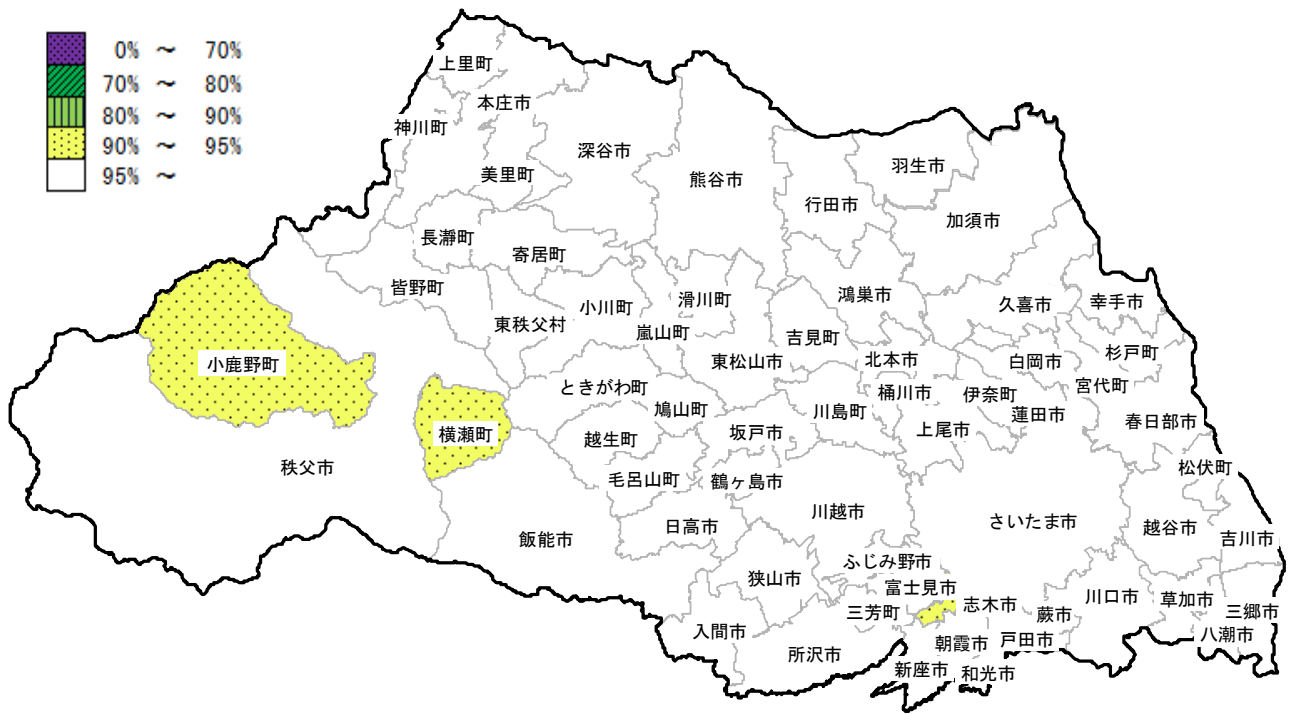 0% ～ 70%
70% ～ 80%
80% ～ 90%
90% ～ 95%
95% ～
上里町
本庄市
神川町
深谷市
美里町
熊谷市
羽生市
行田市
加須市
長瀞町
寄居町
皆野町
小川町
滑川町
鴻巣市
久喜市
幸手市
東秩父村
嵐山町
吉見町
小鹿野町
東松山市
北本市
白岡市
杉戸町
ときがわ町
桶川市
伊奈町
宮代町
鳩山町
川島町
蓮田市
春日部市
横瀬町
越生町
坂戸市
上尾市
秩父市
松伏町
毛呂山町
鶴ヶ島市
川越市
さいたま市
日高市
越谷市
飯能市
吉川市
ふじみ野市
狭山市
富士見市
川口市
草加市
三芳町
志木市
蕨市
三郷市
入間市
朝霞市
戸田市
八潮市
所沢市
新座市
和光市